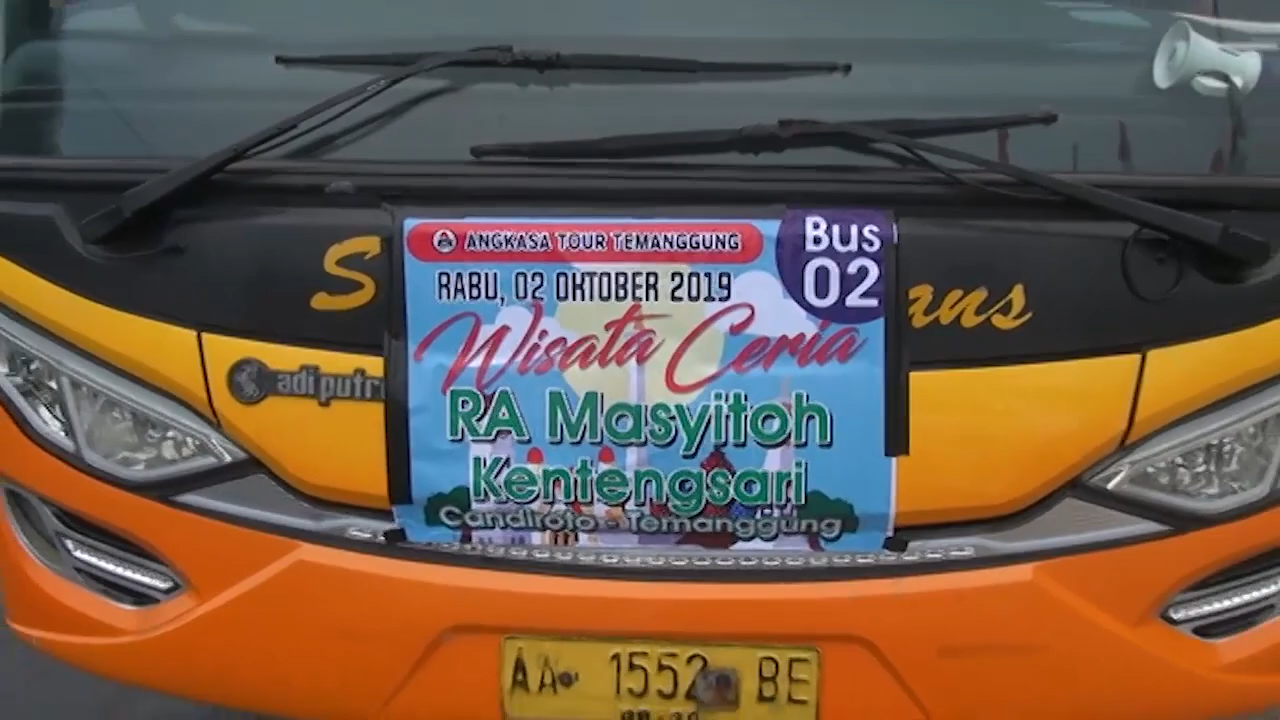 ANGKASA TOUR TEMANGGUNG
Bus
02
RABU, 02 OKTOBER 2019
Wisata Ceria
RA Masyitoh
Kentengsari
Candiroto - Temanggung
adi putr
AA 1552 BE